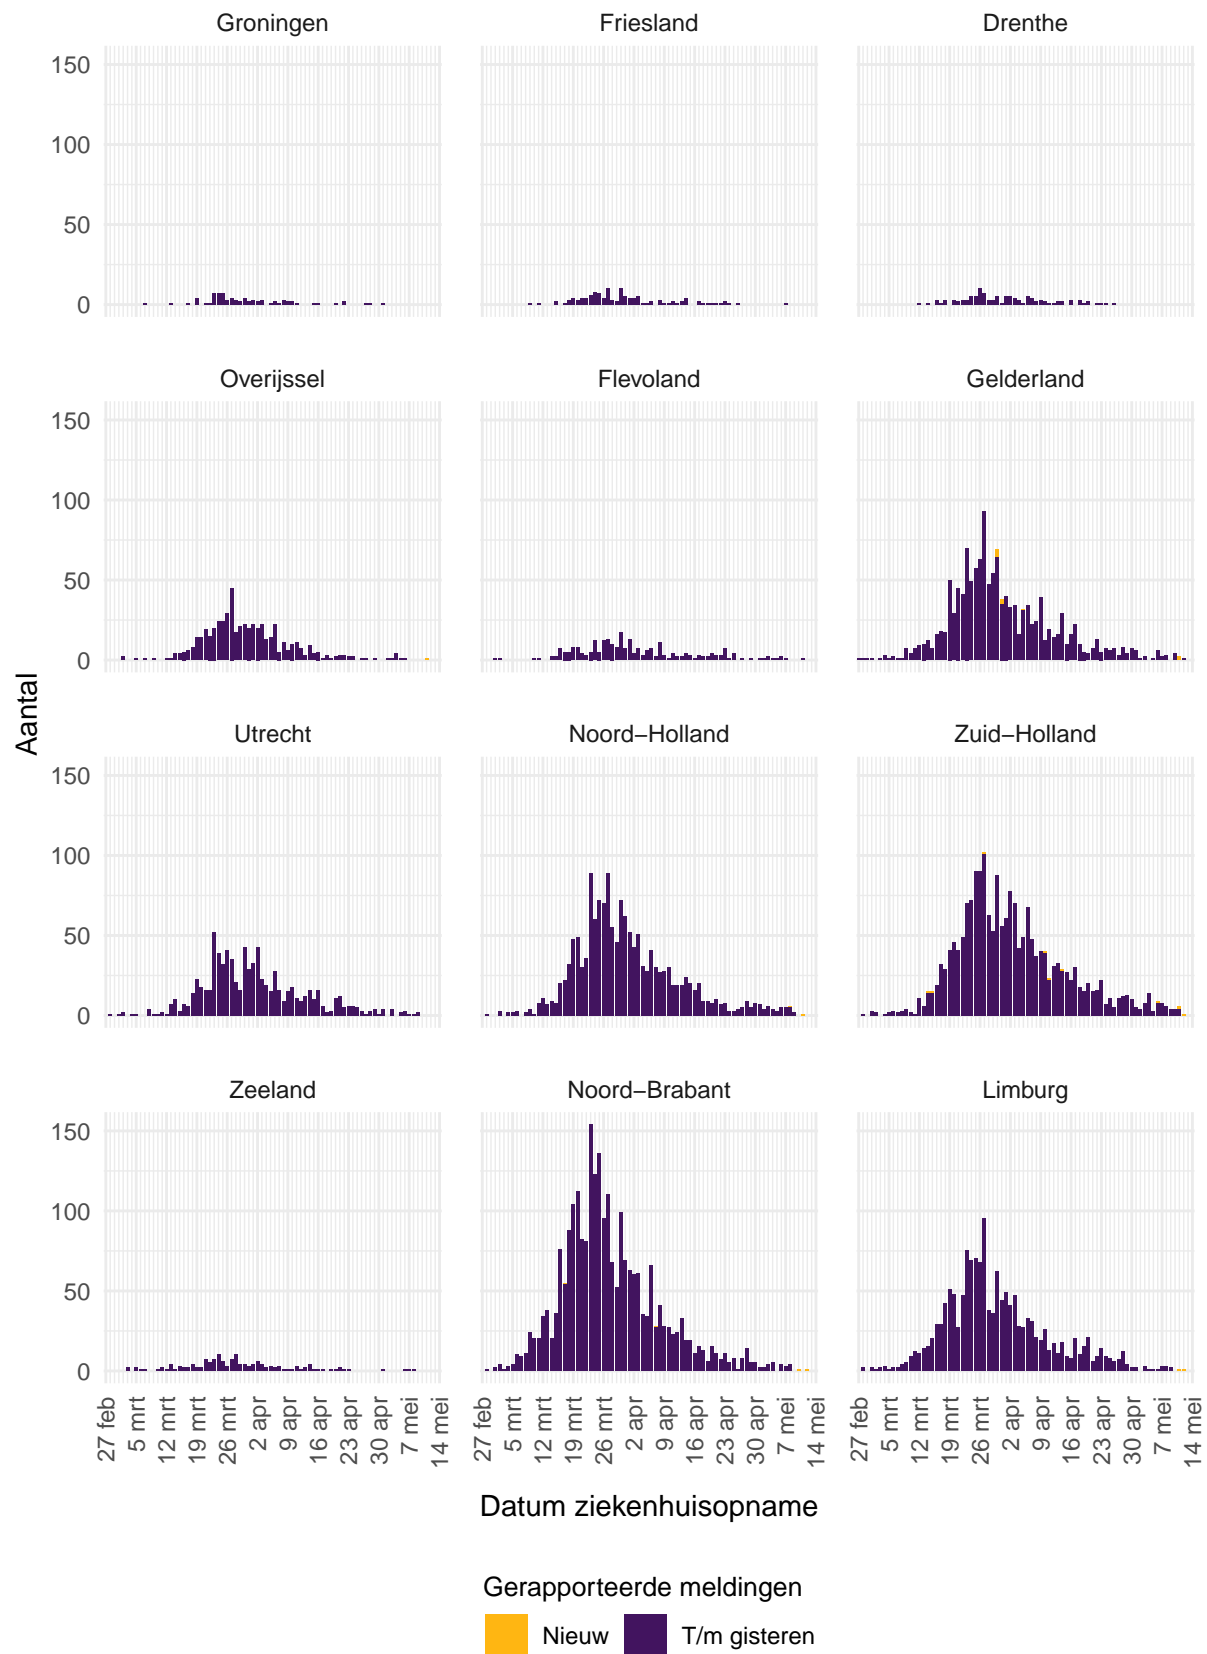 Groningen Friesland Drenthe
150
100
50
0
Overijssel Flevoland Gelderland
150
100
50
0
Aantal
Utrecht Noord−Holland Zuid−Holland
150
100
50
0
Zeeland Noord−Brabant Limburg
150
100
50
0
27 feb 5 mrt 12 mrt 19 mrt 26 mrt 2 apr 9 apr 16 apr 23 apr 30 apr 7 mei 14 mei 27 feb 5 mrt 12 mrt 19 mrt 26 mrt 2 apr 9 apr 16 apr 23 apr 30 apr 7 mei 14 mei 27 feb 5 mrt 12 mrt 19 mrt 26 mrt 2 apr 9 apr 16 apr 23 apr 30 apr 7 mei 14 mei
Datum ziekenhuisopname
Gerapporteerde meldingen
Nieuw T/m gisteren